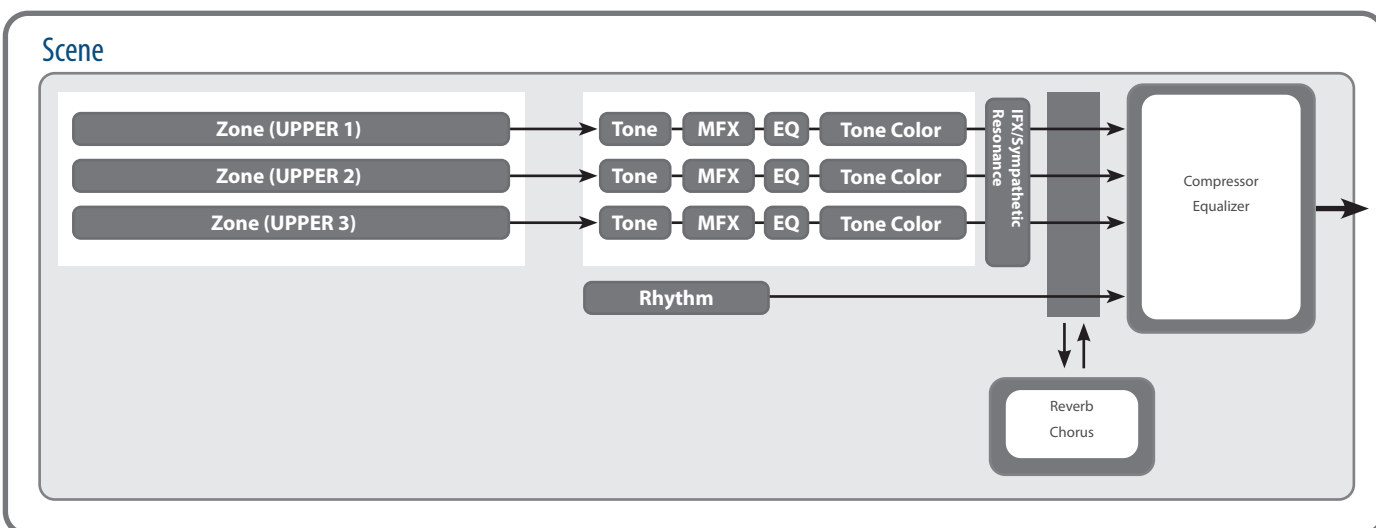 Scene
Zone (UPPER 1)
Tone
MFX
EQ
Tone Color
Zone (UPPER 2)
Tone
MFX
EQ
Tone Color
Zone (UPPER 3)
Tone
MFX
EQ
Tone Color
IFX/Sympathetic
Resonance
Rhythm
Compressor
Equalizer
Reverb
Chorus